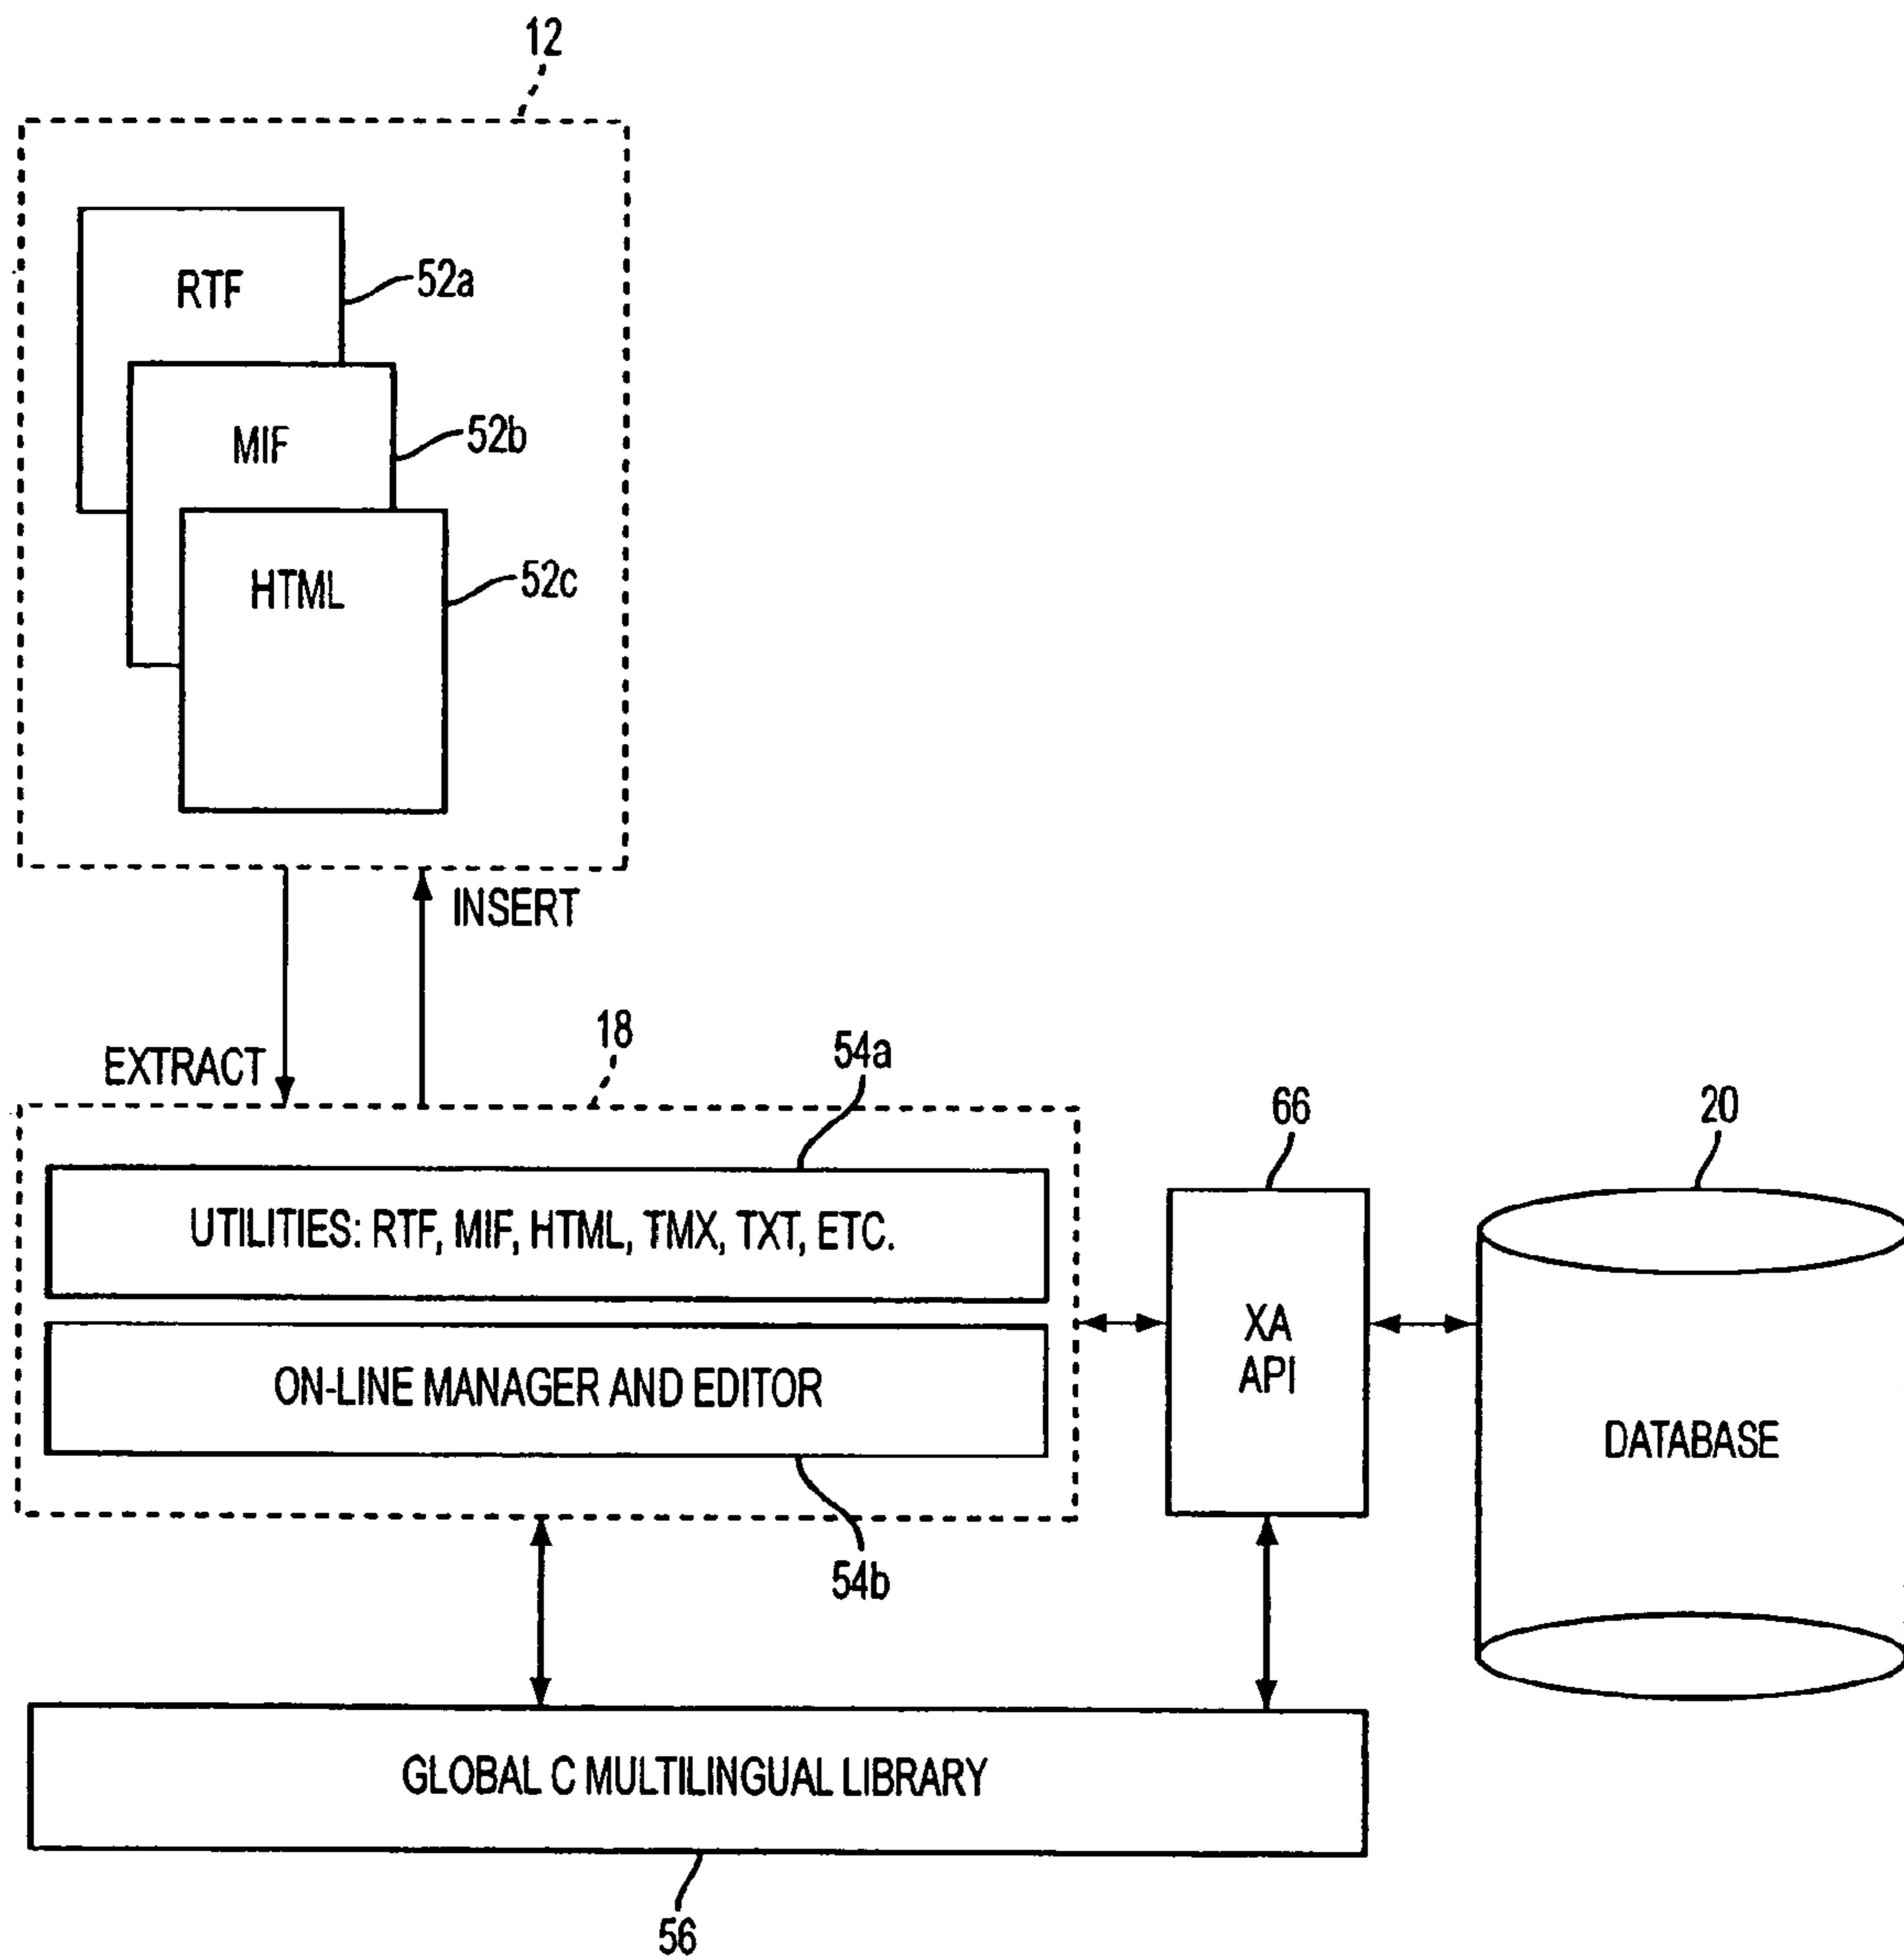 12
RTF
52a
MIF
52b
HTML
52c
INSERT
EXTRACT
18
54a
66
20
UTILITIES: RTF, MIF, HTML, TMX, TXT, ETC.
XA
API
ON-LINE MANAGER AND EDITOR
DATABASE
54b
GLOBAL C MULTILINGUAL LIBRARY
56